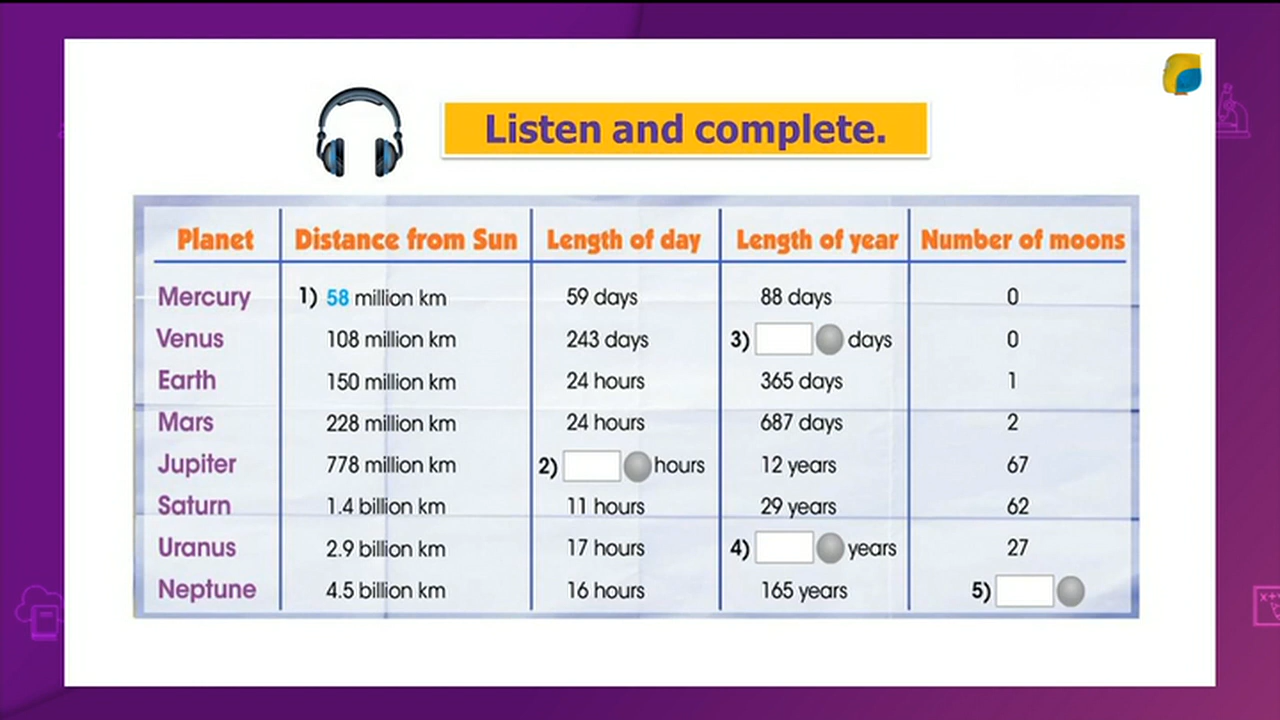 Listen and complete.
Planet Distance from Sun Length of day Length of year Number of moons
Mercury 1) 58 million km 59 days 88 days 0
Venus 108 million km 243 days 3) days 0
Earth 150 million km 24 hours 365 days 1
Mars 228 million km 24 hours 687 days 2
Jupiter 778 million km 2) hours 12 years 67
Saturn 1.4 billion km 11 hours 29 years 62
Uranus 2.9 billion km 17 hours 4) years 27
Neptune 4.5 billion km 16 hours 165 years 5)